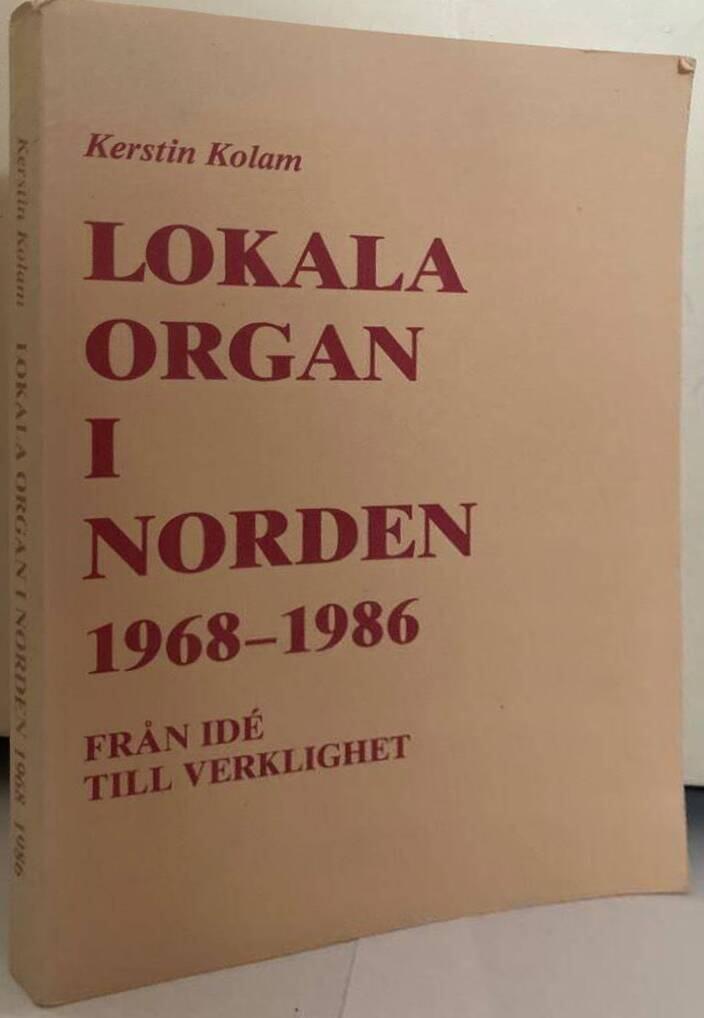 Kerstin Kolam
LOKALA
ORGAN
I
NORDEN
1968–1986
FRÅN IDÉ
TILL VERKLIGHET
Kerstin Kolam LOKALA ORGAN I NORDEN 1968 1986